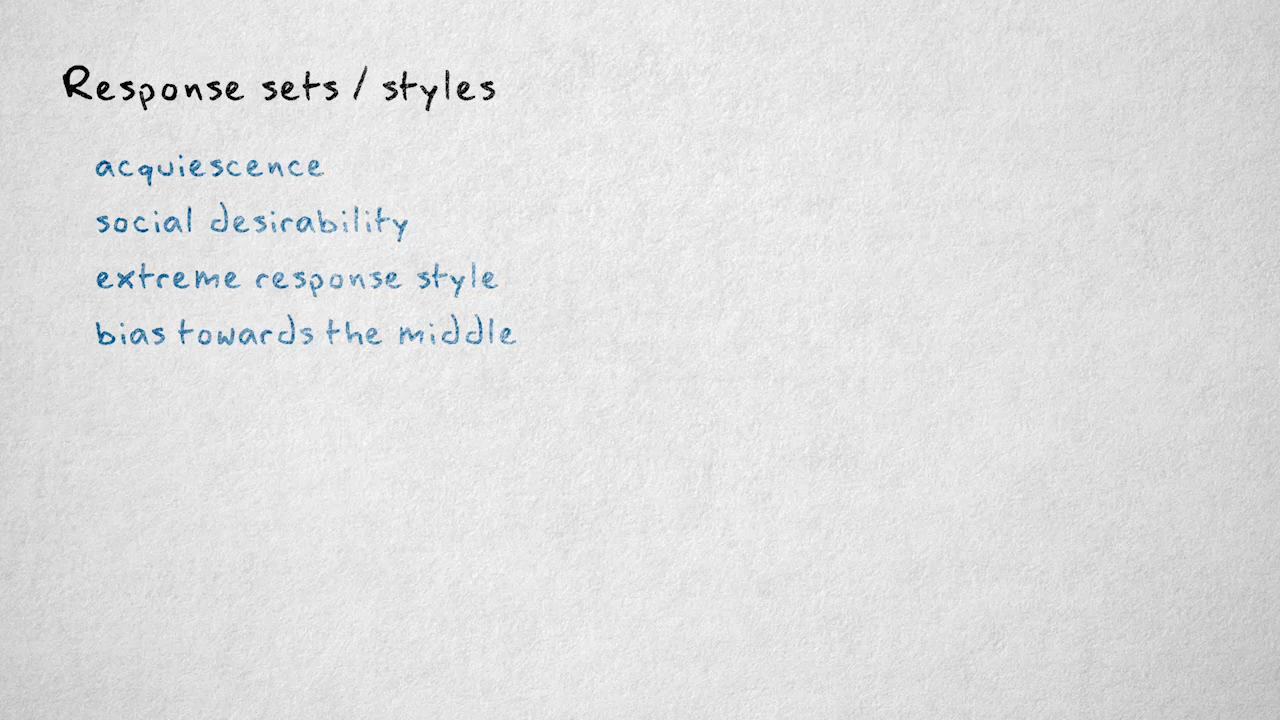 Response sets / styles
acquiescence
social desirability
extreme response style
bias towards the middle